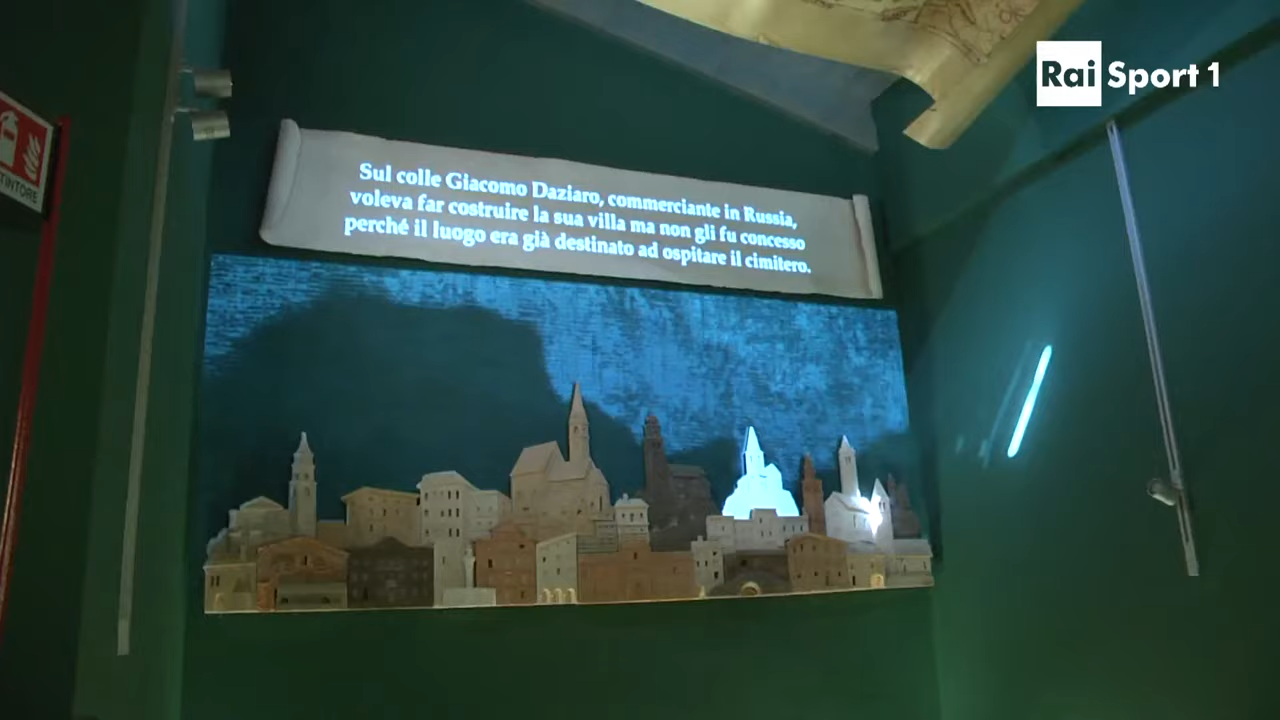 Rai Sport 1
Sul colle Giacomo Daziaro, commerciante in Russia,
voleva far costruire la sua villa ma non gli fu concesso
perché il luogo era già destinato ad ospitare il cimitero.
TINTORE